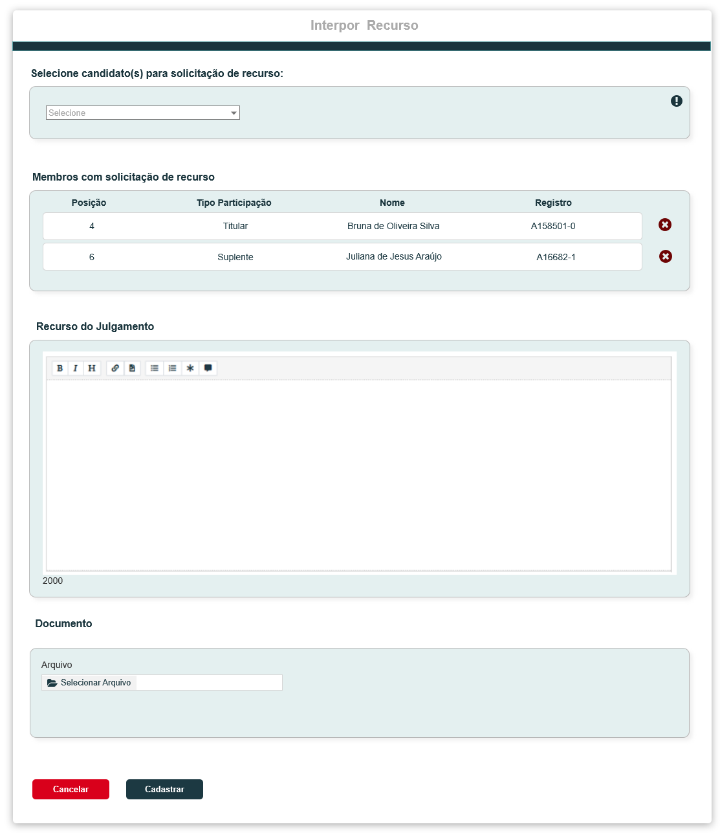 Interpor Recurso
Selecione candidato(s) para solicitação de recurso:
Selecione
Membros com solicitação de recurso
Posição Tipo Participação Nome Registro
4 Titular Bruna de Oliveira Silva A158501-0
6 Suplente Juliana de Jesus Araújo A16682-1
Recurso do Julgamento
B I H
2000
Documento
Arquivo
Selecionar Arquivo
Cancelar Cadastrar